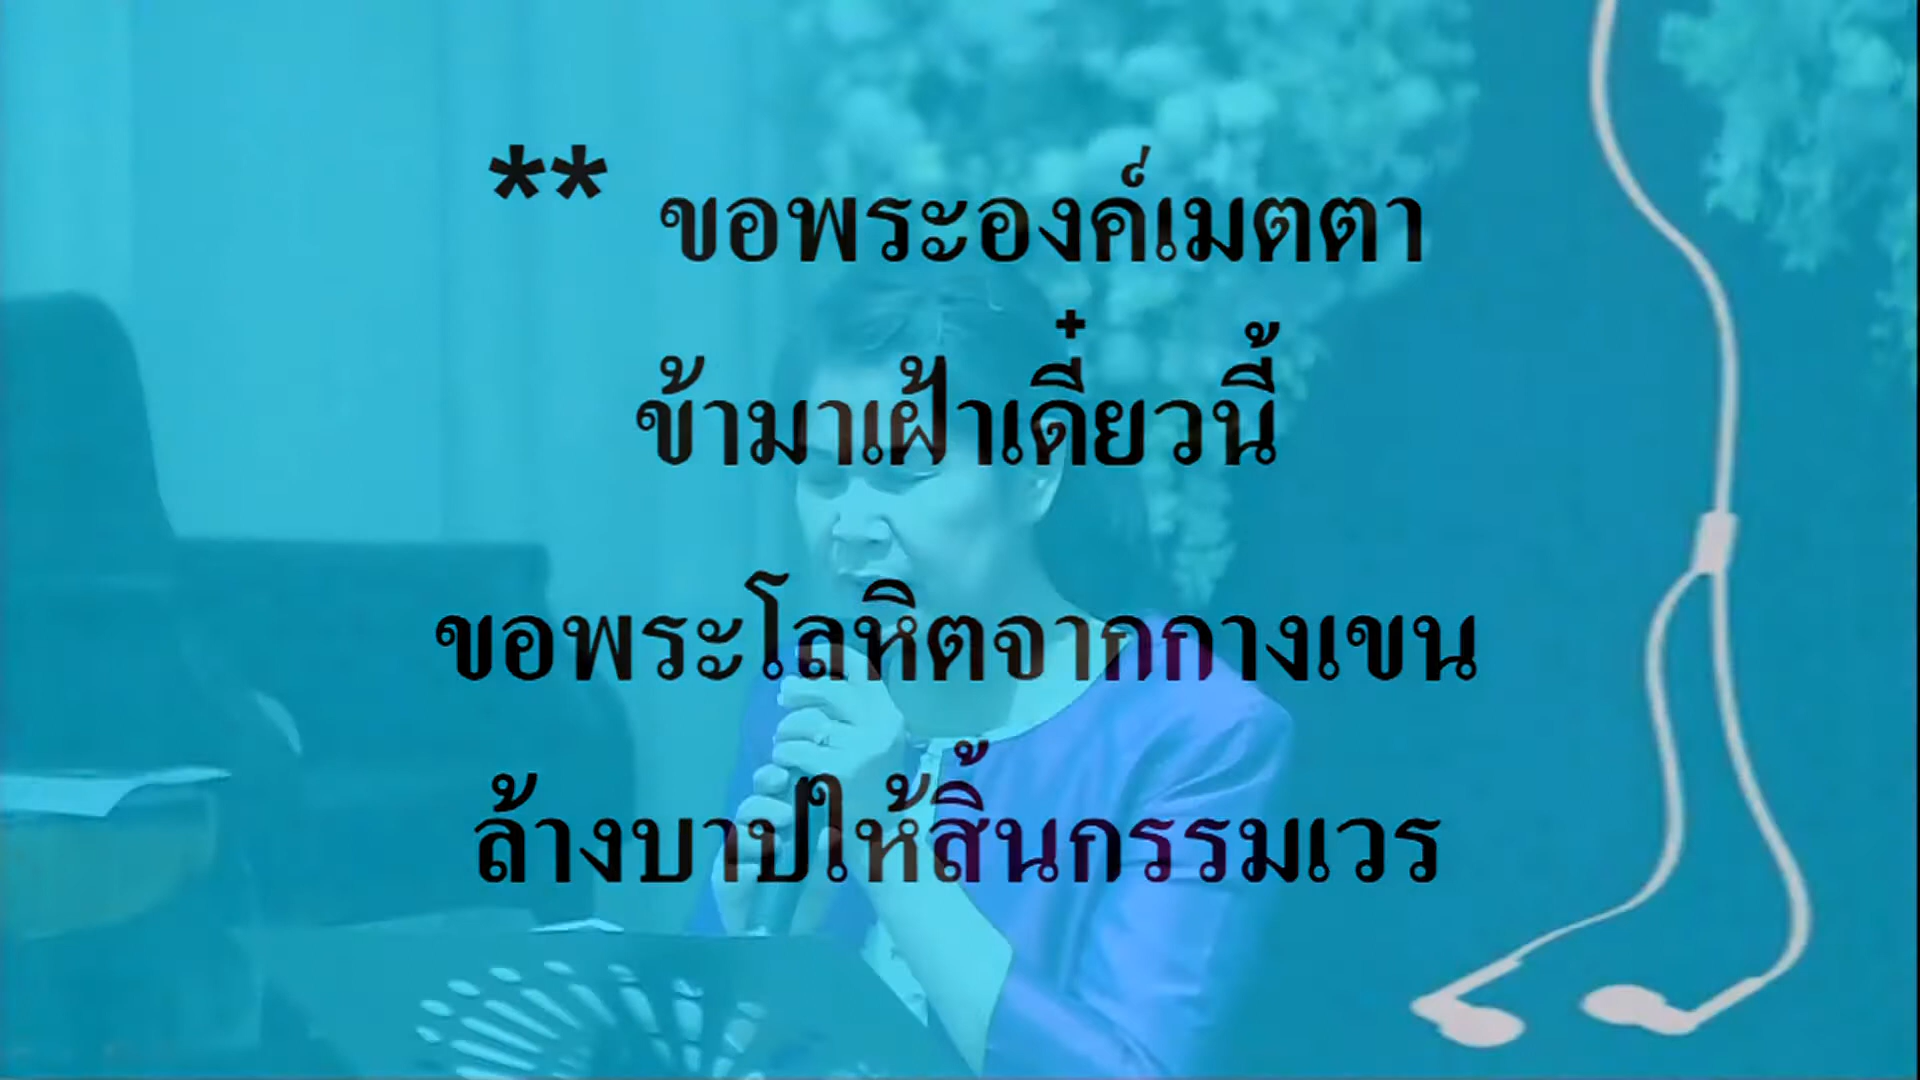 ** ขอพระองค์เมตตา
ข้ามาเฝ้าเดี๋ยวนี้
ขอพระโลหิตจากกางเขน
ล้างบาปให้สิ้นกรรมเวร